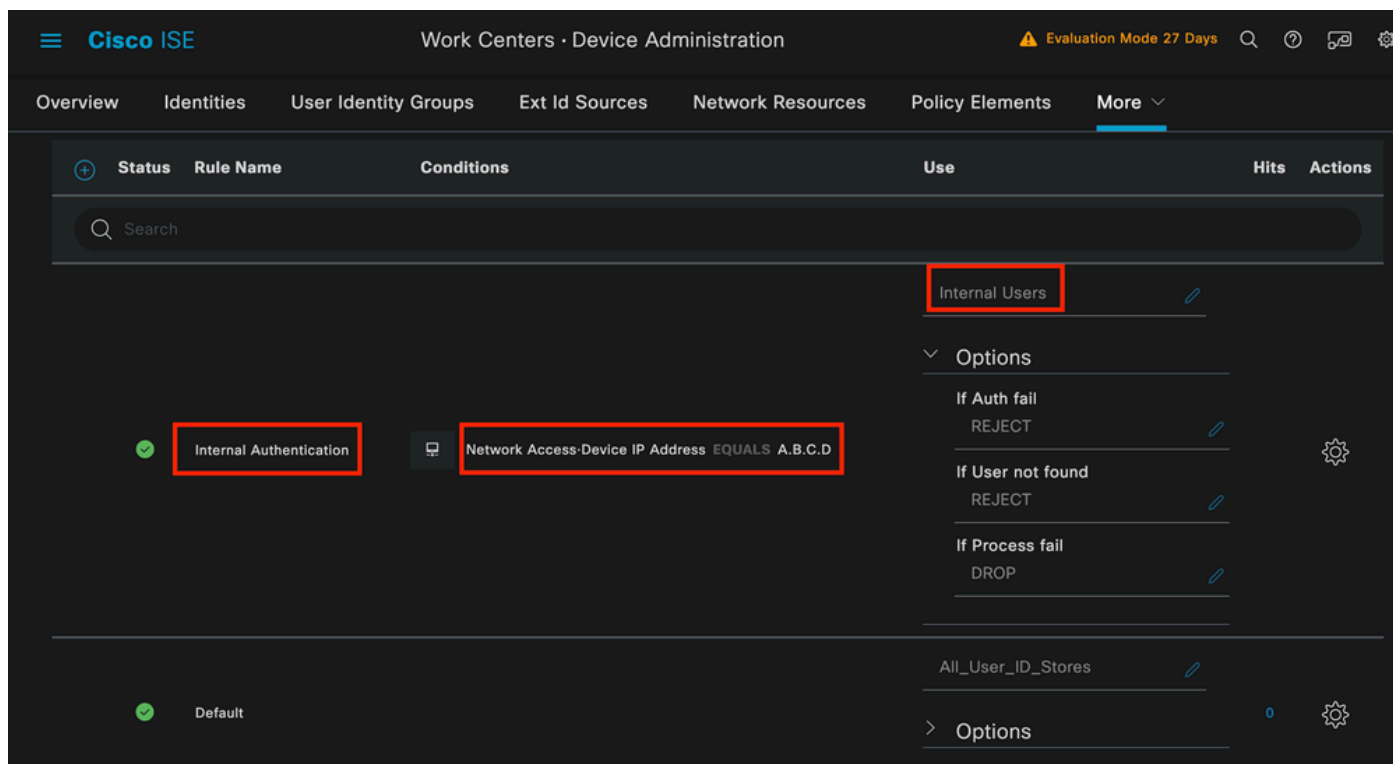 Cisco ISE Work Centers · Device Administration Evaluation Mode 27 Days
Overview Identities User Identity Groups Ext Id Sources Network Resources Policy Elements More
Status Rule Name Conditions Use Hits Actions
Search
Internal Users
Options
If Auth fail
REJECT
Internal Authentication Network Access·Device IP Address EQUALS A.B.C.D
If User not found
REJECT
If Process fail
DROP
All_User_ID_Stores
Default 0
Options